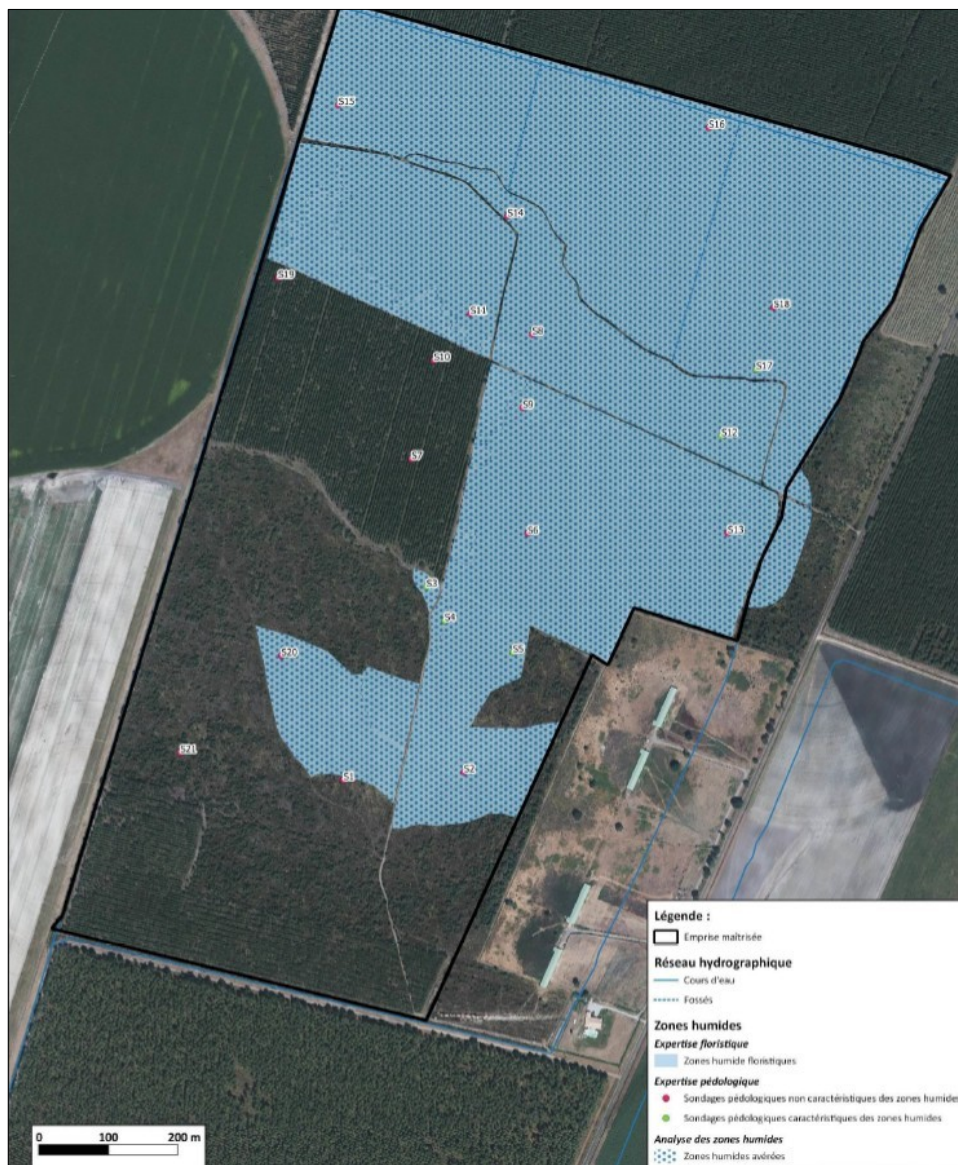 S15
S16
S14
S19
S11
S18
S8
S10
S17
S9
S12
S7
S6
S13
S3
S4
S5
S20
S21
S1
S2
Légende :
Emprise maîtrisée
Réseau hydrographique
Cours d'eau
Fossés
Zones humides
Expertise floristique
Zones humide floristiques
Expertise pédologique
Sondages pédologiques non caractéristiques des zones humides
Sondages pédologiques caractéristiques des zones humides
Analyse des zones humides
Zones humides avérées
0 100 200 m